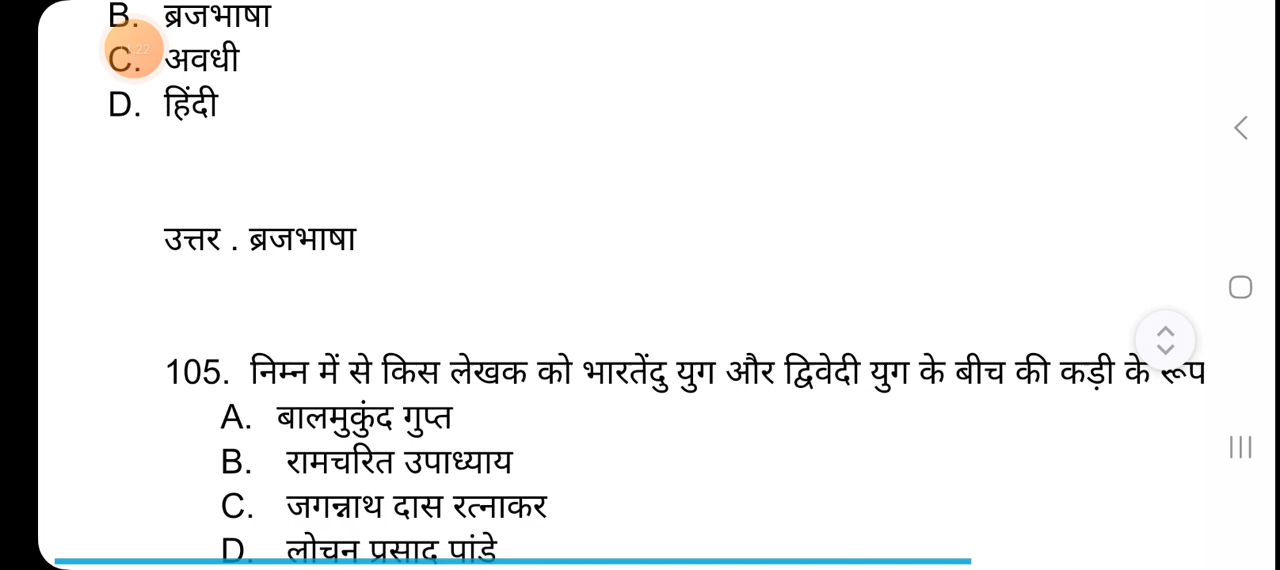 B. ब्रजभाषा
C. अवधी
D. हिंदी
उत्तर . ब्रजभाषा
105. निम्न में से किस लेखक को भारतेंदु युग और द्विवेदी युग के बीच की कड़ी के रूप
A. बालमुकुंद गुप्त
B. रामचरित उपाध्याय
C. जगन्नाथ दास रत्नाकर
D. लोचन प्रसाद पांडे